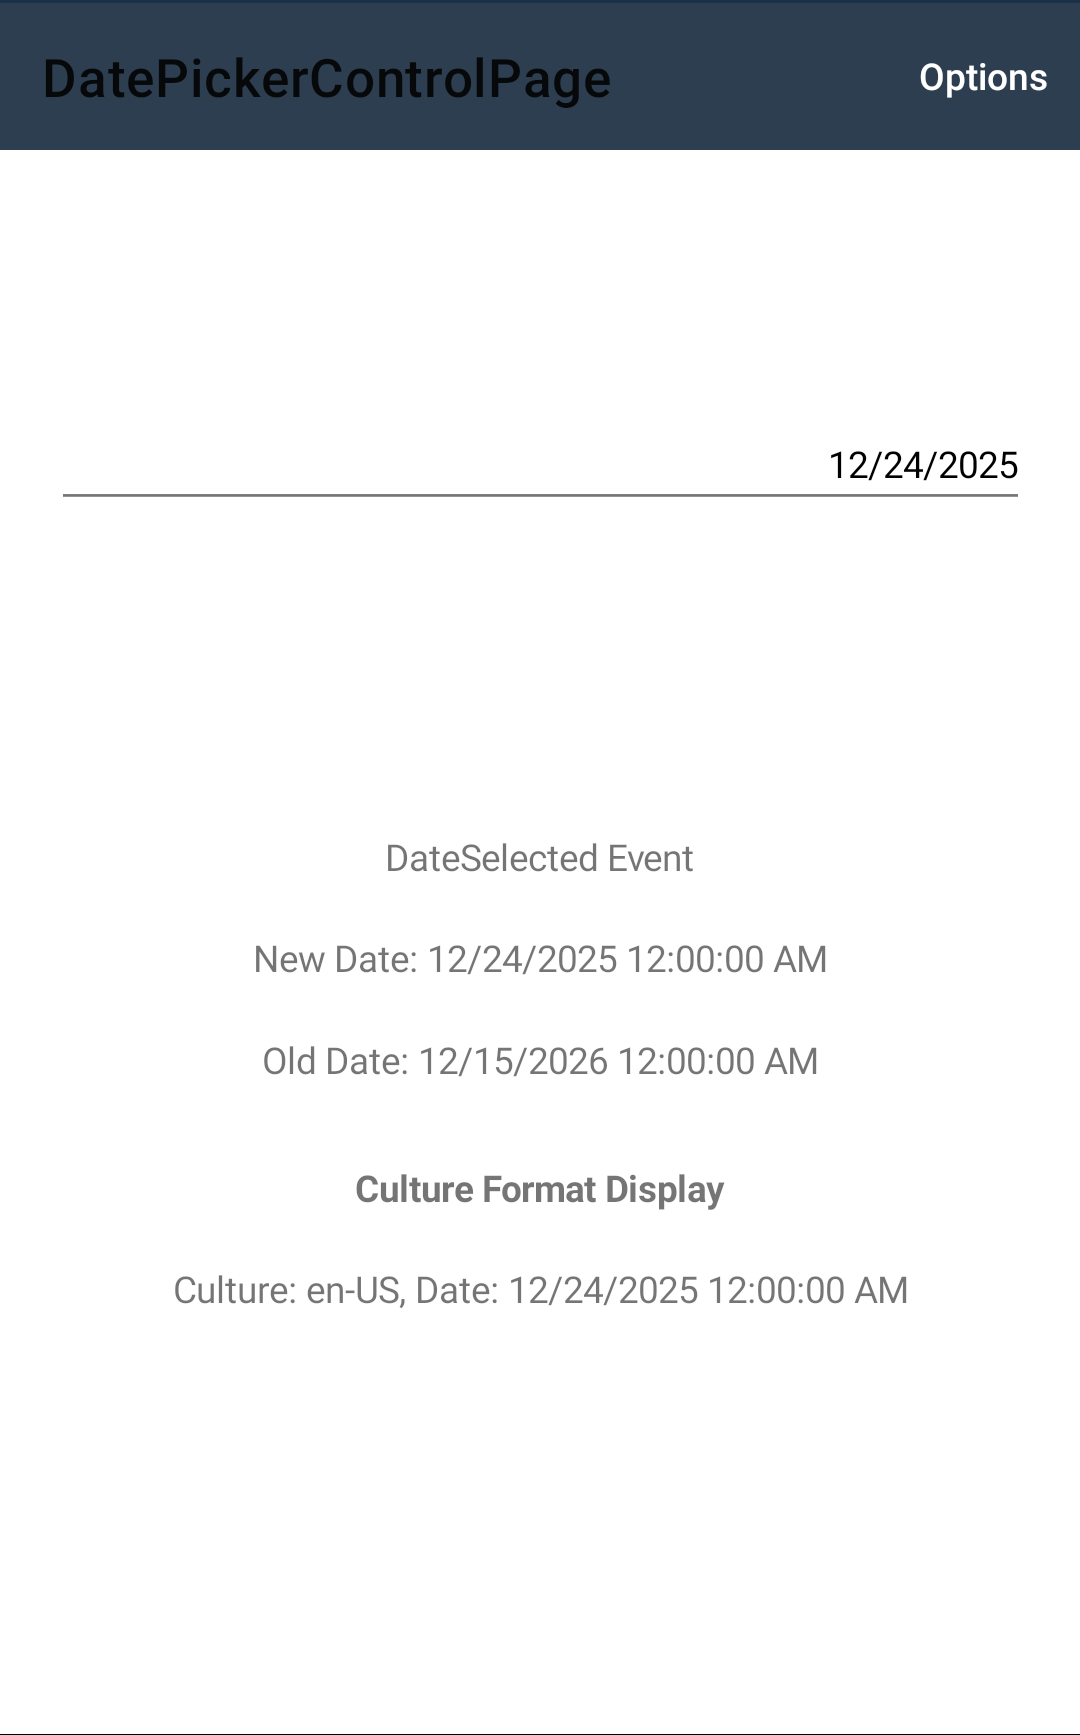 DatePickerControlPage
Options
12/24/2025
DateSelected Event
New Date: 12/24/2025 12:00:00 AM
Old Date: 12/15/2026 12:00:00 AM
Culture Format Display
Culture: en-US, Date: 12/24/2025 12:00:00 AM